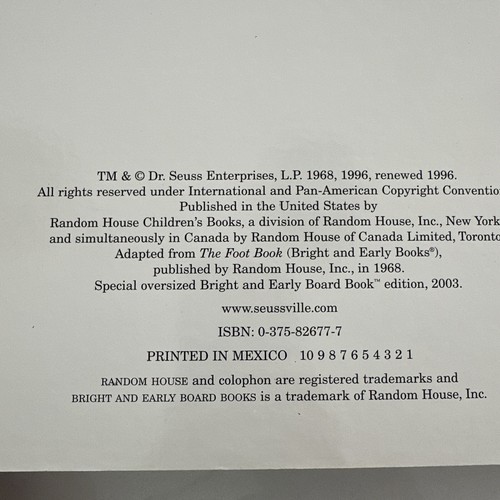 TM & © Dr. Seuss Enterprises, L.P. 1968, 1996, renewed 1996.
All rights reserved under International and Pan-American Copyright Conventio
Published in the United States by
Random House Children's Books, a division of Random House, Inc., New York
and simultaneously in Canada by Random House of Canada Limited, Toronto
Adapted from The Foot Book (Bright and Early Books®),
published by Random House, Inc., in 1968.
Special oversized Bright and Early Board Book™ edition, 2003.
www.seussville.com
ISBN: 0-375-82677-7
PRINTED IN MEXICO 10 9 8 7 6 5 4 3 2 1
RANDOM HOUSE and colophon are registered trademarks and
BRIGHT AND EARLY BOARD BOOKS is a trademark of Random House, Inc.